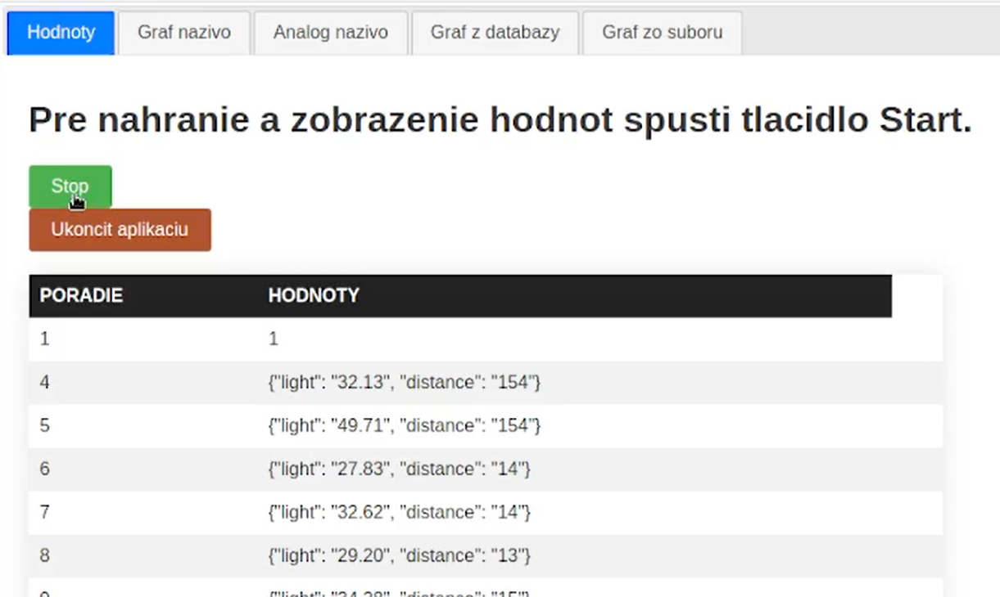 Hodnoty Graf nazivo Analog nazivo Graf z databazy Graf zo suboru
Pre nahranie a zobrazenie hodnot spusti tlacidlo Start.
Stop
Ukoncit aplikaciu
PORADIE HODNOTY
1 1
4 {"light": "32.13", "distance": "154"}
5 {"light": "49.71", "distance": "154"}
6 {"light": "27.83", "distance": "14"}
7 {"light": "32.62", "distance": "14"}
8 {"light": "29.20", "distance": "13"}